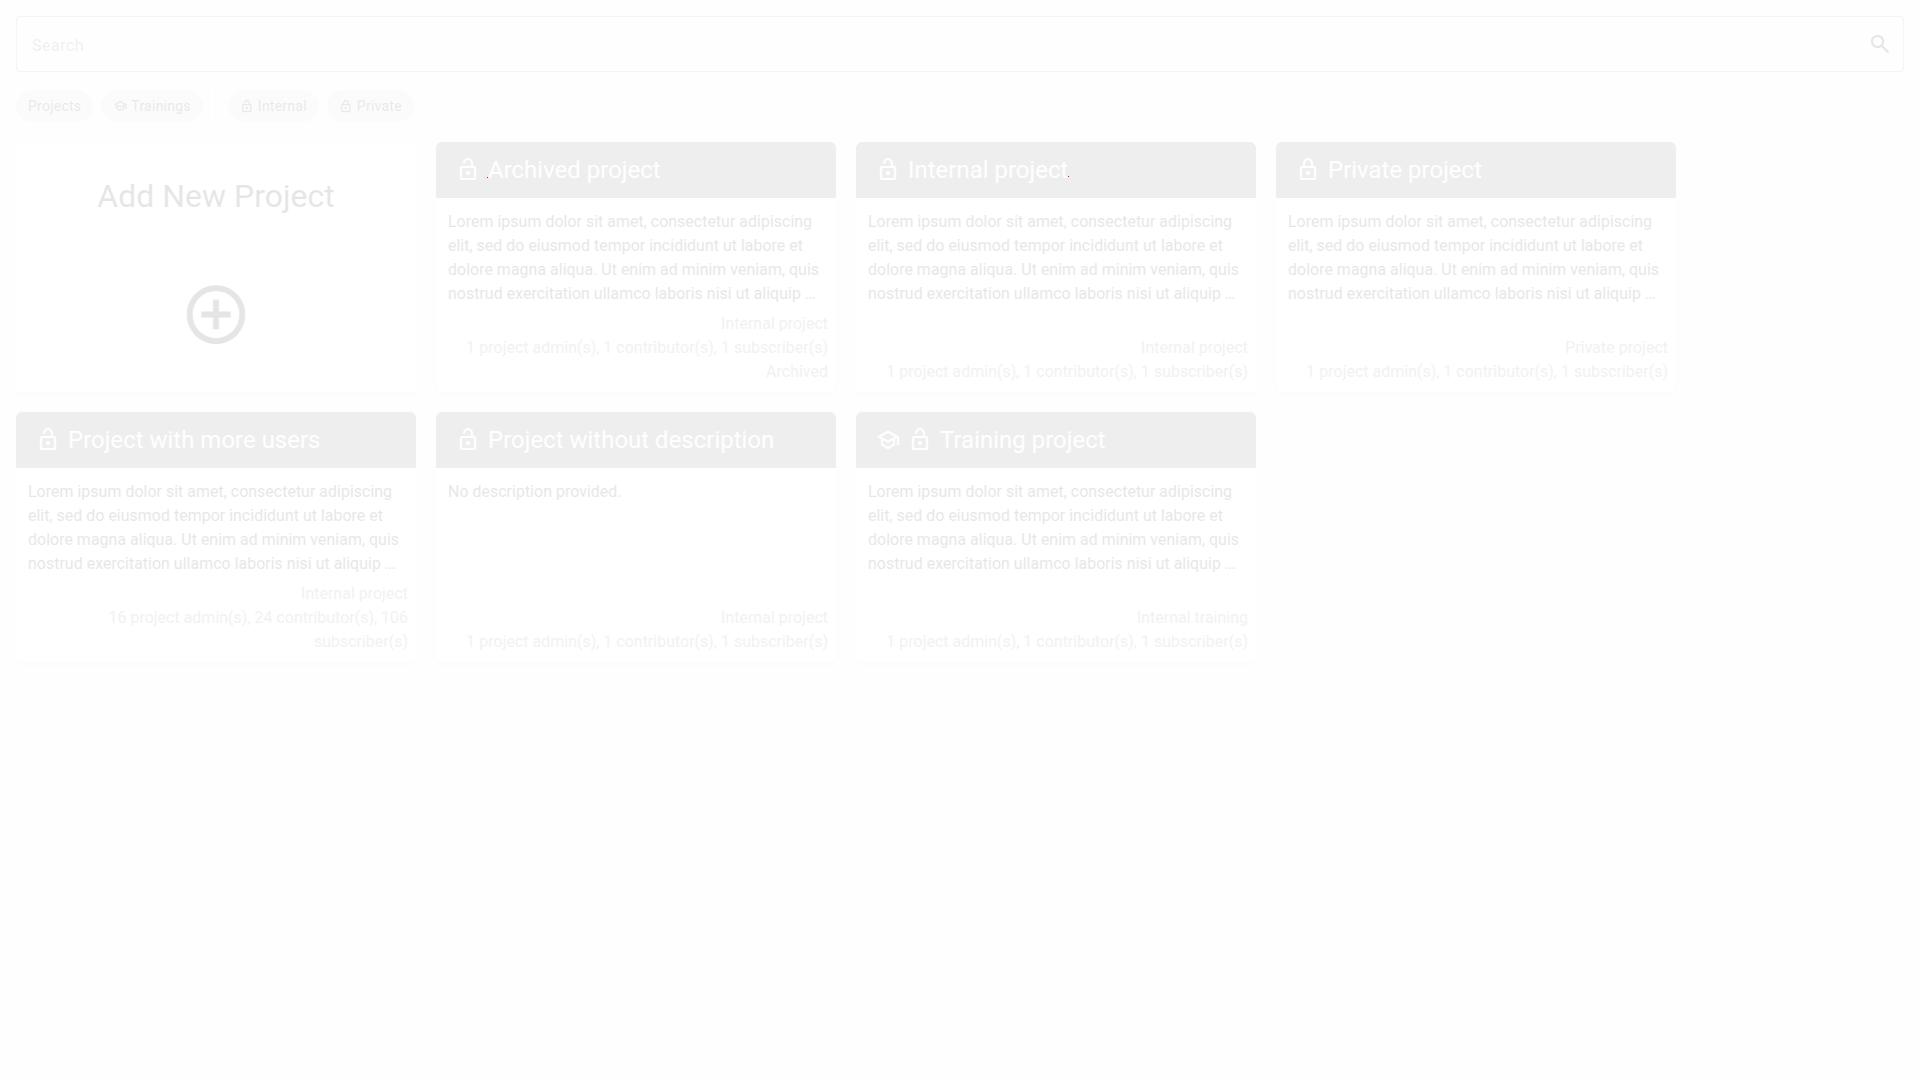 Search
Projects
Trainings
Internal
Private
Add New Project
Archived project
Lorem ipsum dolor sit amet, consectetur adipiscing
elit, sed do eiusmod tempor incididunt ut labore et
dolore magna aliqua. Ut enim ad minim veniam, quis
nostrud exercitation ullamco laboris nisi ut aliquip ...
Internal project
1 project admin(s), 1 contributor(s), 1 subscriber(s)
Archived
Internal project
Lorem ipsum dolor sit amet, consectetur adipiscing
elit, sed do eiusmod tempor incididunt ut labore et
dolore magna aliqua. Ut enim ad minim veniam, quis
nostrud exercitation ullamco laboris nisi ut aliquip ...
Internal project
1 project admin(s), 1 contributor(s), 1 subscriber(s)
Private project
Lorem ipsum dolor sit amet, consectetur adipiscing
elit, sed do eiusmod tempor incididunt ut labore et
dolore magna aliqua. Ut enim ad minim veniam, quis
nostrud exercitation ullamco laboris nisi ut aliquip ...
Private project
1 project admin(s), 1 contributor(s), 1 subscriber(s)
Project with more users
Lorem ipsum dolor sit amet, consectetur adipiscing
elit, sed do eiusmod tempor incididunt ut labore et
dolore magna aliqua. Ut enim ad minim veniam, quis
nostrud exercitation ullamco laboris nisi ut aliquip ...
Internal project
16 project admin(s), 24 contributor(s), 106
subscriber(s)
Project without description
No description provided.
Internal project
1 project admin(s), 1 contributor(s), 1 subscriber(s)
Training project
Lorem ipsum dolor sit amet, consectetur adipiscing
elit, sed do eiusmod tempor incididunt ut labore et
dolore magna aliqua. Ut enim ad minim veniam, quis
nostrud exercitation ullamco laboris nisi ut aliquip ...
Internal training
1 project admin(s), 1 contributor(s), 1 subscriber(s)